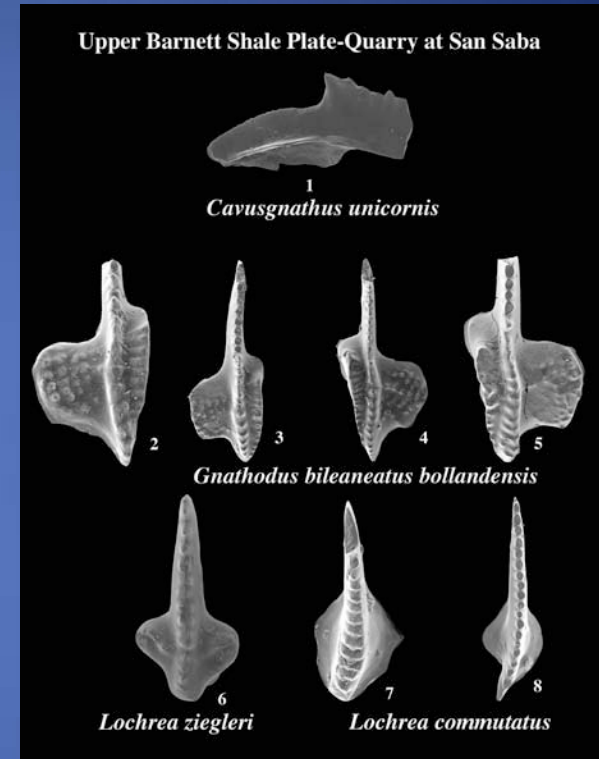 Upper Barnett Shale Plate-Quarry at San Saba
1
Cavusgnathus unicornis
2 3 4 5
Gnathodus bileaneatus bollandensis
6 7 8
Lochrea ziegleri Lochrea commutatus